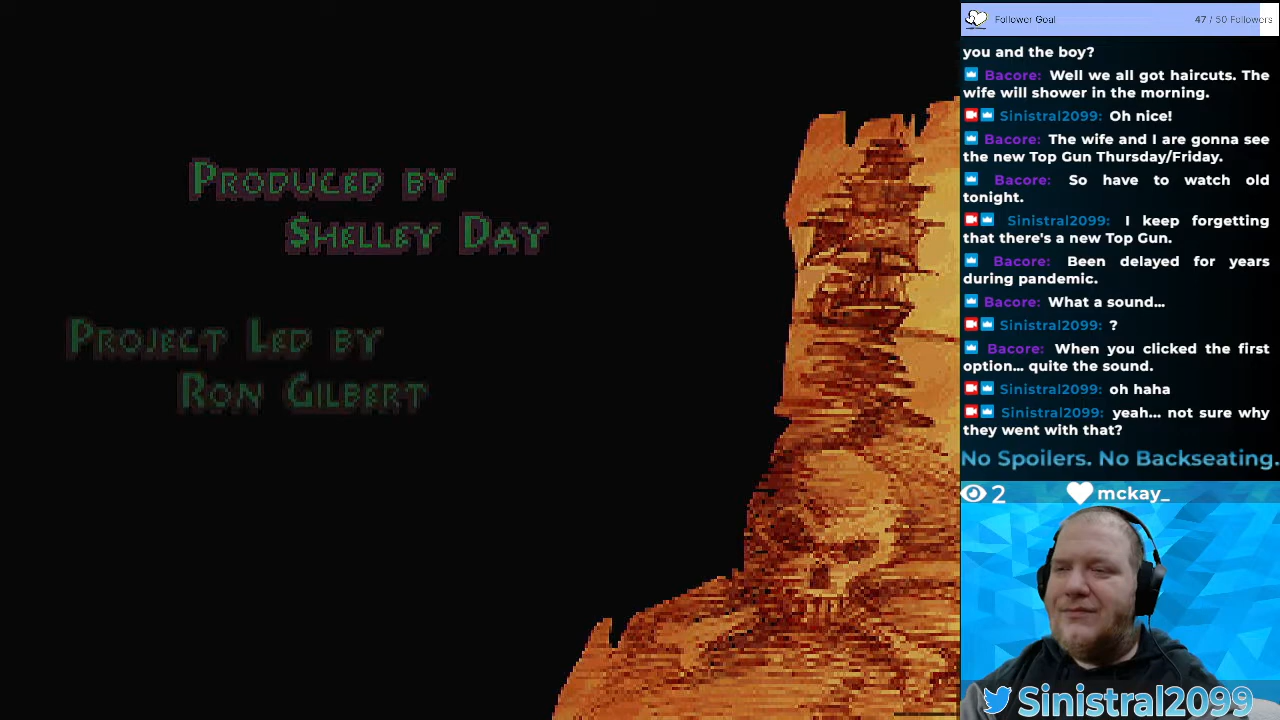 Produced by
Shelley Day
Project Led by
Ron Gilbert
Follower Goal
47 / 50 Followers
you and the boy?
Bacore: Well we all got haircuts. The
wife will shower in the morning.
Sinistral2099: Oh nice!
Bacore: The wife and I are gonna see
the new Top Gun Thursday/Friday.
Bacore: So have to watch old
tonight.
Sinistral2099: I keep forgetting
that there's a new Top Gun.
Bacore: Been delayed for years
during pandemic.
Bacore: What a sound...
Sinistral2099: ?
Bacore: When you clicked the first
option... quite the sound.
Sinistral2099: oh haha
Sinistral2099: yeah... not sure why
they went with that?
No Spoilers. No Backseating.
2
mckay_
Sinistral2099